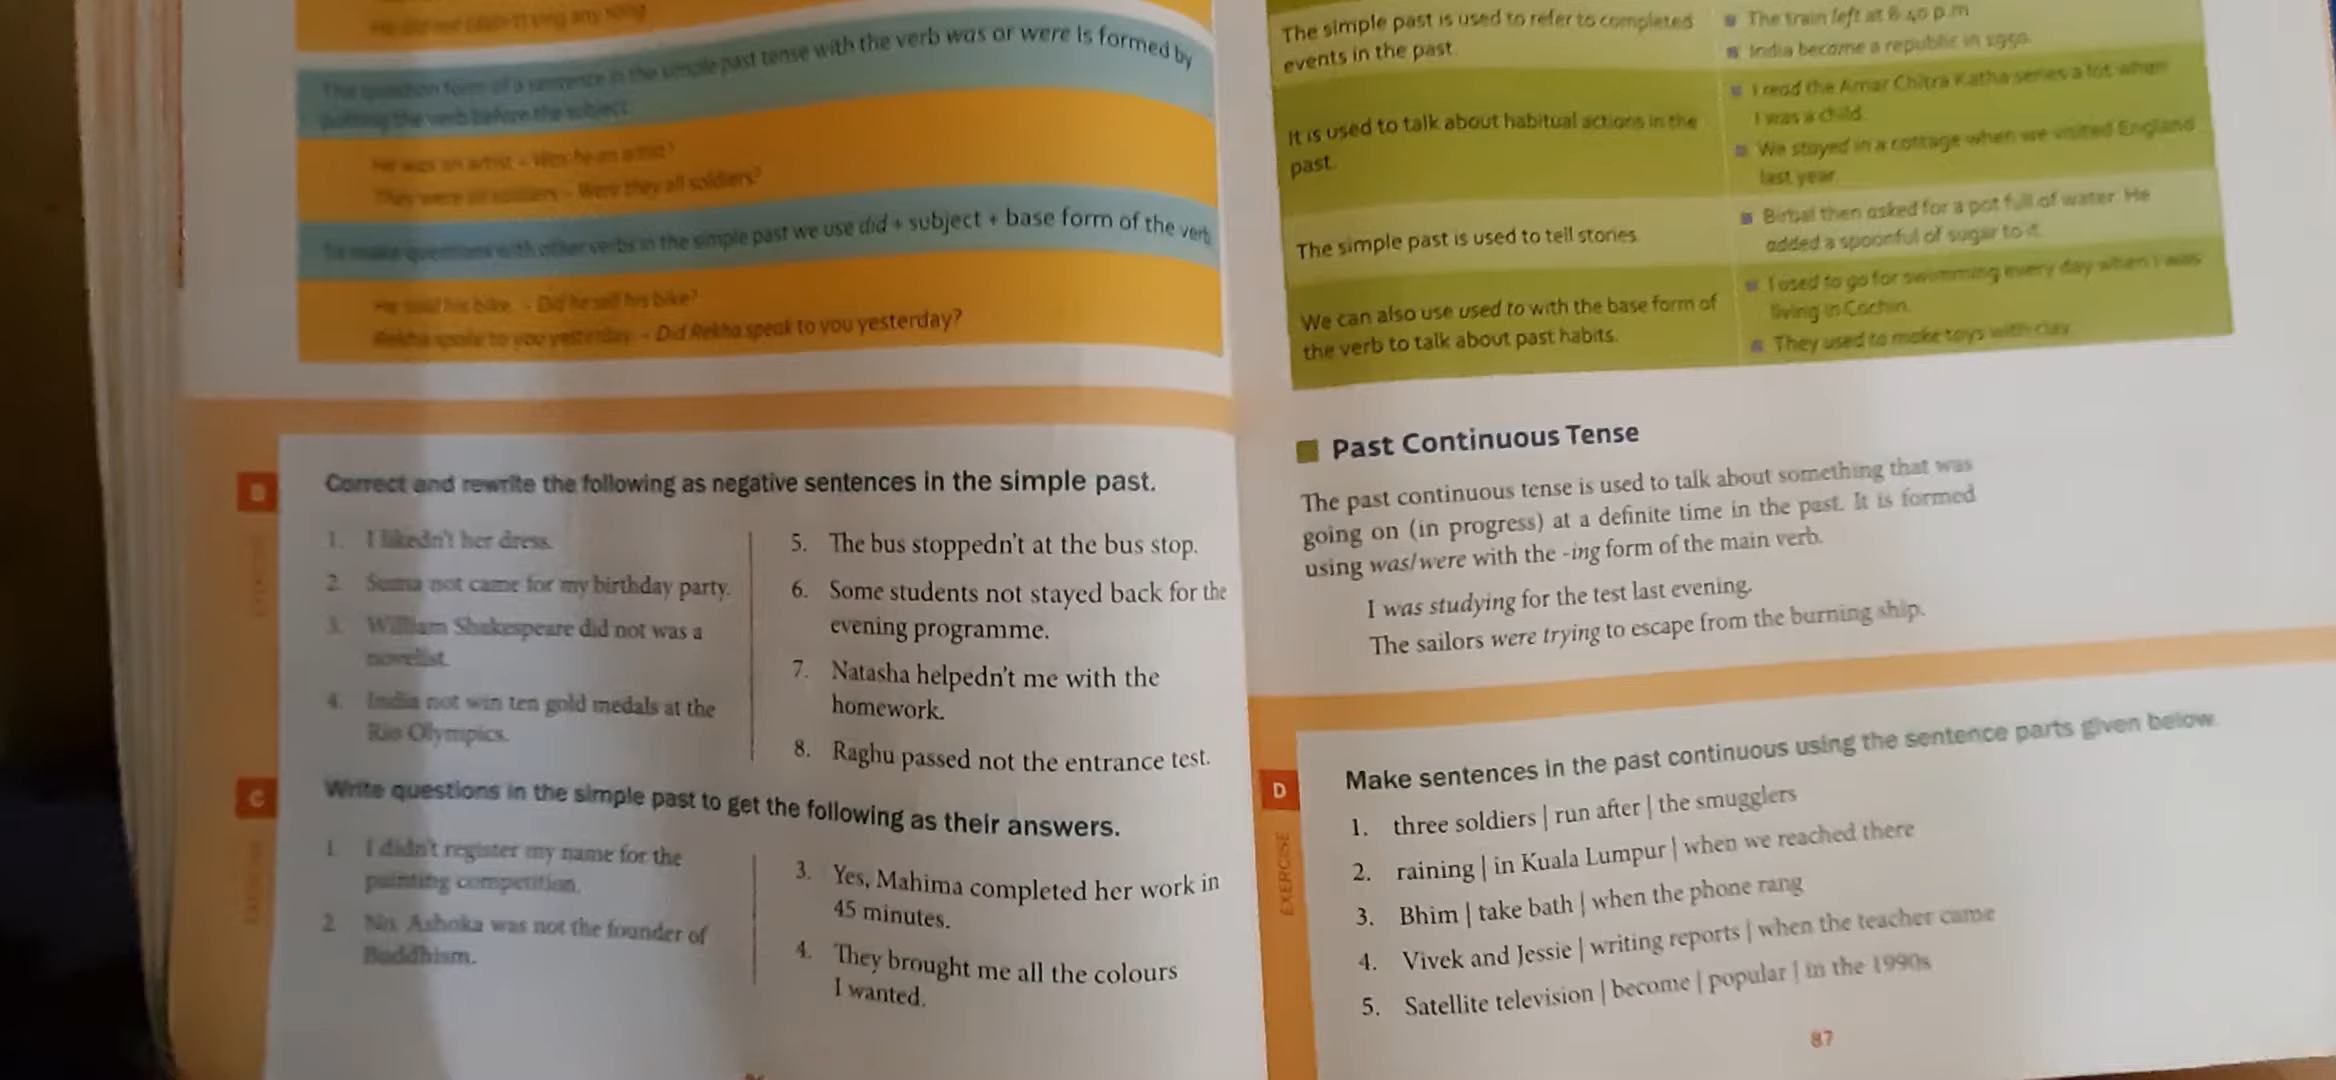 He did not (didn't) sing any song
The question form of a sentence in the simple past tense with the verb was or were is formed by
putting the verb before the subject.
He was an artist – Was he an artist?
They were all soldiers – Were they all soldiers?
To make questions with other verbs in the simple past we use did + subject + base form of the verb
He sold his bike. – Did he sell his bike?
Rekha spoke to you yesterday. – Did Rekha speak to you yesterday?
B
Correct and rewrite the following as negative sentences in the simple past.
1. I likedn't her dress.
2. Suma not came for my birthday party.
3. William Shakespeare did not was a
novelist.
4. India not win ten gold medals at the
Rio Olympics.
5. The bus stoppedn't at the bus stop.
6. Some students not stayed back for the
evening programme.
7. Natasha helpedn't me with the
homework.
8. Raghu passed not the entrance test.
C
EXERCISE
Write questions in the simple past to get the following as their answers.
1. I didn't register my name for the
painting competition.
2. No, Ashoka was not the founder of
Buddhism.
3. Yes, Mahima completed her work in
45 minutes.
4. They brought me all the colours
I wanted.
The simple past is used to refer to completed
events in the past.
The train left at 8.40 p.m
India became a republic in 1950.
It is used to talk about habitual actions in the
past.
I read the Amar Chitra Katha series a lot when
I was a child.
We stayed in a cottage when we visited England
last year.
The simple past is used to tell stories.
Birbal then asked for a pot full of water. He
added a spoonful of sugar to it.
We can also use used to with the base form of
the verb to talk about past habits.
I used to go for swimming every day when I was
living in Cochin.
They used to make toys with clay
Past Continuous Tense
The past continuous tense is used to talk about something that was
going on (in progress) at a definite time in the past. It is formed
using was/were with the -ing form of the main verb.
I was studying for the test last evening.
The sailors were trying to escape from the burning ship.
D
EXERCISE
Make sentences in the past continuous using the sentence parts given below.
1. three soldiers | run after | the smugglers
2. raining | in Kuala Lumpur | when we reached there
3. Bhim | take bath | when the phone rang
4. Vivek and Jessie | writing reports | when the teacher came
5. Satellite television | become | popular | in the 1990s
87